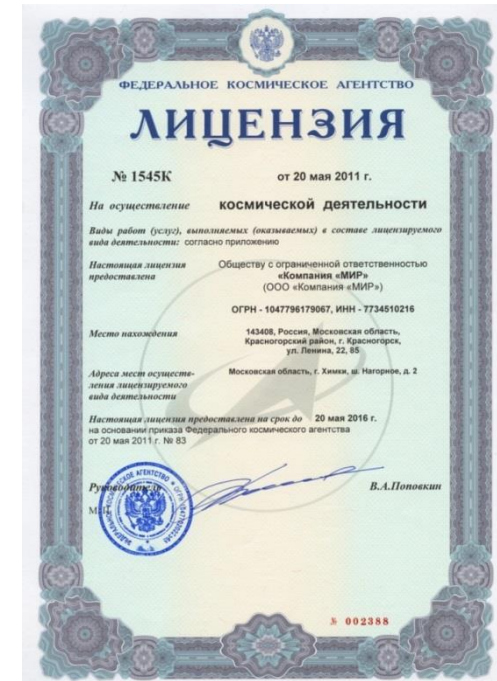 ФЕДЕРАЛЬНОЕ КОСМИЧЕСКОЕ АГЕНТСТВО
ЛИЦЕНЗИЯ
№ 1545К от 20 мая 2011 г.
На осуществление космической деятельности
Виды работ (услуг), выполняемых (оказываемых) в составе лицензируемого
вида деятельности: согласно приложению
Настоящая лицензия Обществу с ограниченной ответственностью
предоставлена «Компания «МИР»
(ООО «Компания «МИР»)
ОГРН - 1047796179067, ИНН - 7734510216
Место нахождения 143408, Россия, Московская область,
Красногорский район, г. Красногорск,
ул. Ленина, 22, 85
Адреса мест осуществ- Московская область, г. Химки, ш. Нагорное, д. 2
ления лицензируемого
вида деятельности
Настоящая лицензия предоставлена на срок до 20 мая 2016 г.
на основании приказа Федерального космического агентства
от 20 мая 2011 г. № 83
Руководитель В.А.Поповкин
М.П.
№ 002388